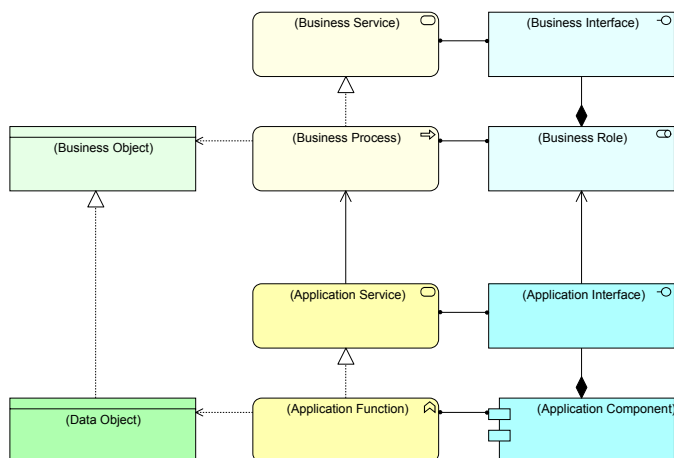 (Business Service)
(Business Interface)
(Business Object)
(Business Process)
(Business Role)
(Application Service)
(Application Interface)
(Data Object)
(Application Function)
(Application Component)